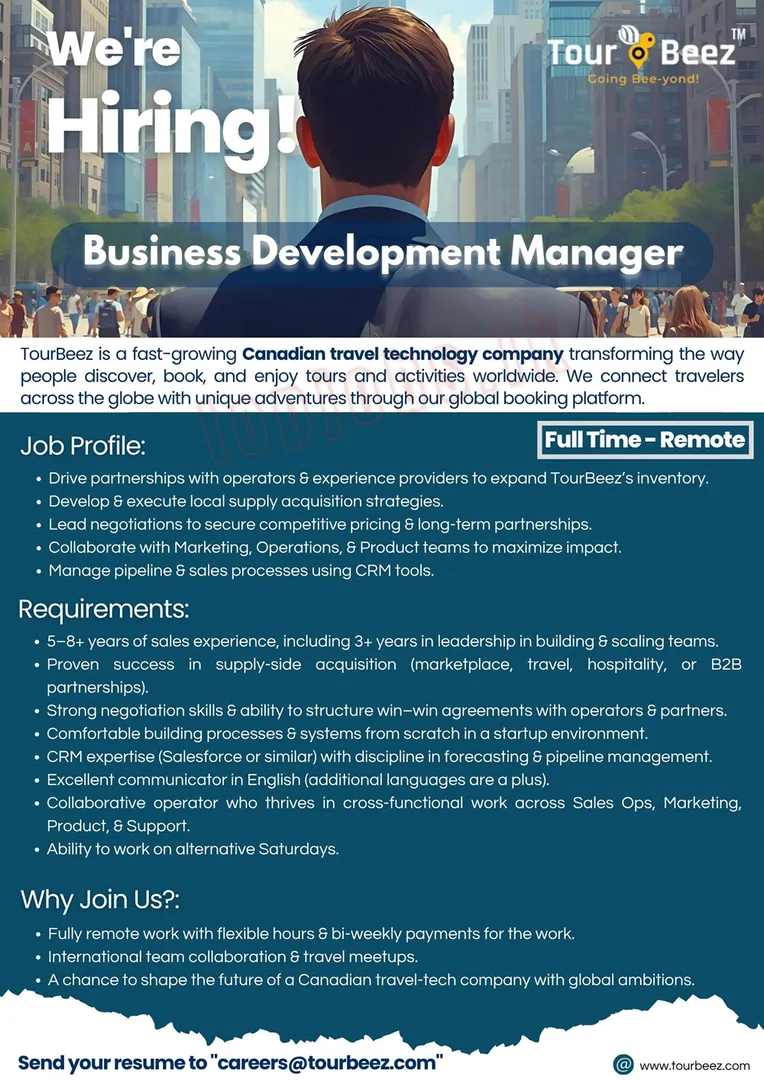 We're
Hiring!
Tour Beez TM
Going Bee-yond!
Business Development Manager
TourBeez is a fast-growing Canadian travel technology company transforming the way
people discover, book, and enjoy tours and activities worldwide. We connect travelers
across the globe with unique adventures through our global booking platform.
topjobs.lk
Full Time - Remote
Job Profile:
• Drive partnerships with operators & experience providers to expand TourBeez's inventory.
• Develop & execute local supply acquisition strategies.
• Lead negotiations to secure competitive pricing & long-term partnerships.
• Collaborate with Marketing, Operations, & Product teams to maximize impact.
• Manage pipeline & sales processes using CRM tools.
Requirements:
• 5–8+ years of sales experience, including 3+ years in leadership in building & scaling teams.
• Proven success in supply-side acquisition (marketplace, travel, hospitality, or B2B
partnerships).
• Strong negotiation skills & ability to structure win–win agreements with operators & partners.
• Comfortable building processes & systems from scratch in a startup environment.
• CRM expertise (Salesforce or similar) with discipline in forecasting & pipeline management.
• Excellent communicator in English (additional languages are a plus).
• Collaborative operator who thrives in cross-functional work across Sales Ops, Marketing,
Product, & Support.
• Ability to work on alternative Saturdays.
Why Join Us?:
• Fully remote work with flexible hours & bi-weekly payments for the work.
• International team collaboration & travel meetups.
• A chance to shape the future of a Canadian travel-tech company with global ambitions.
Send your resume to "careers@tourbeez.com"
@ www.tourbeez.com